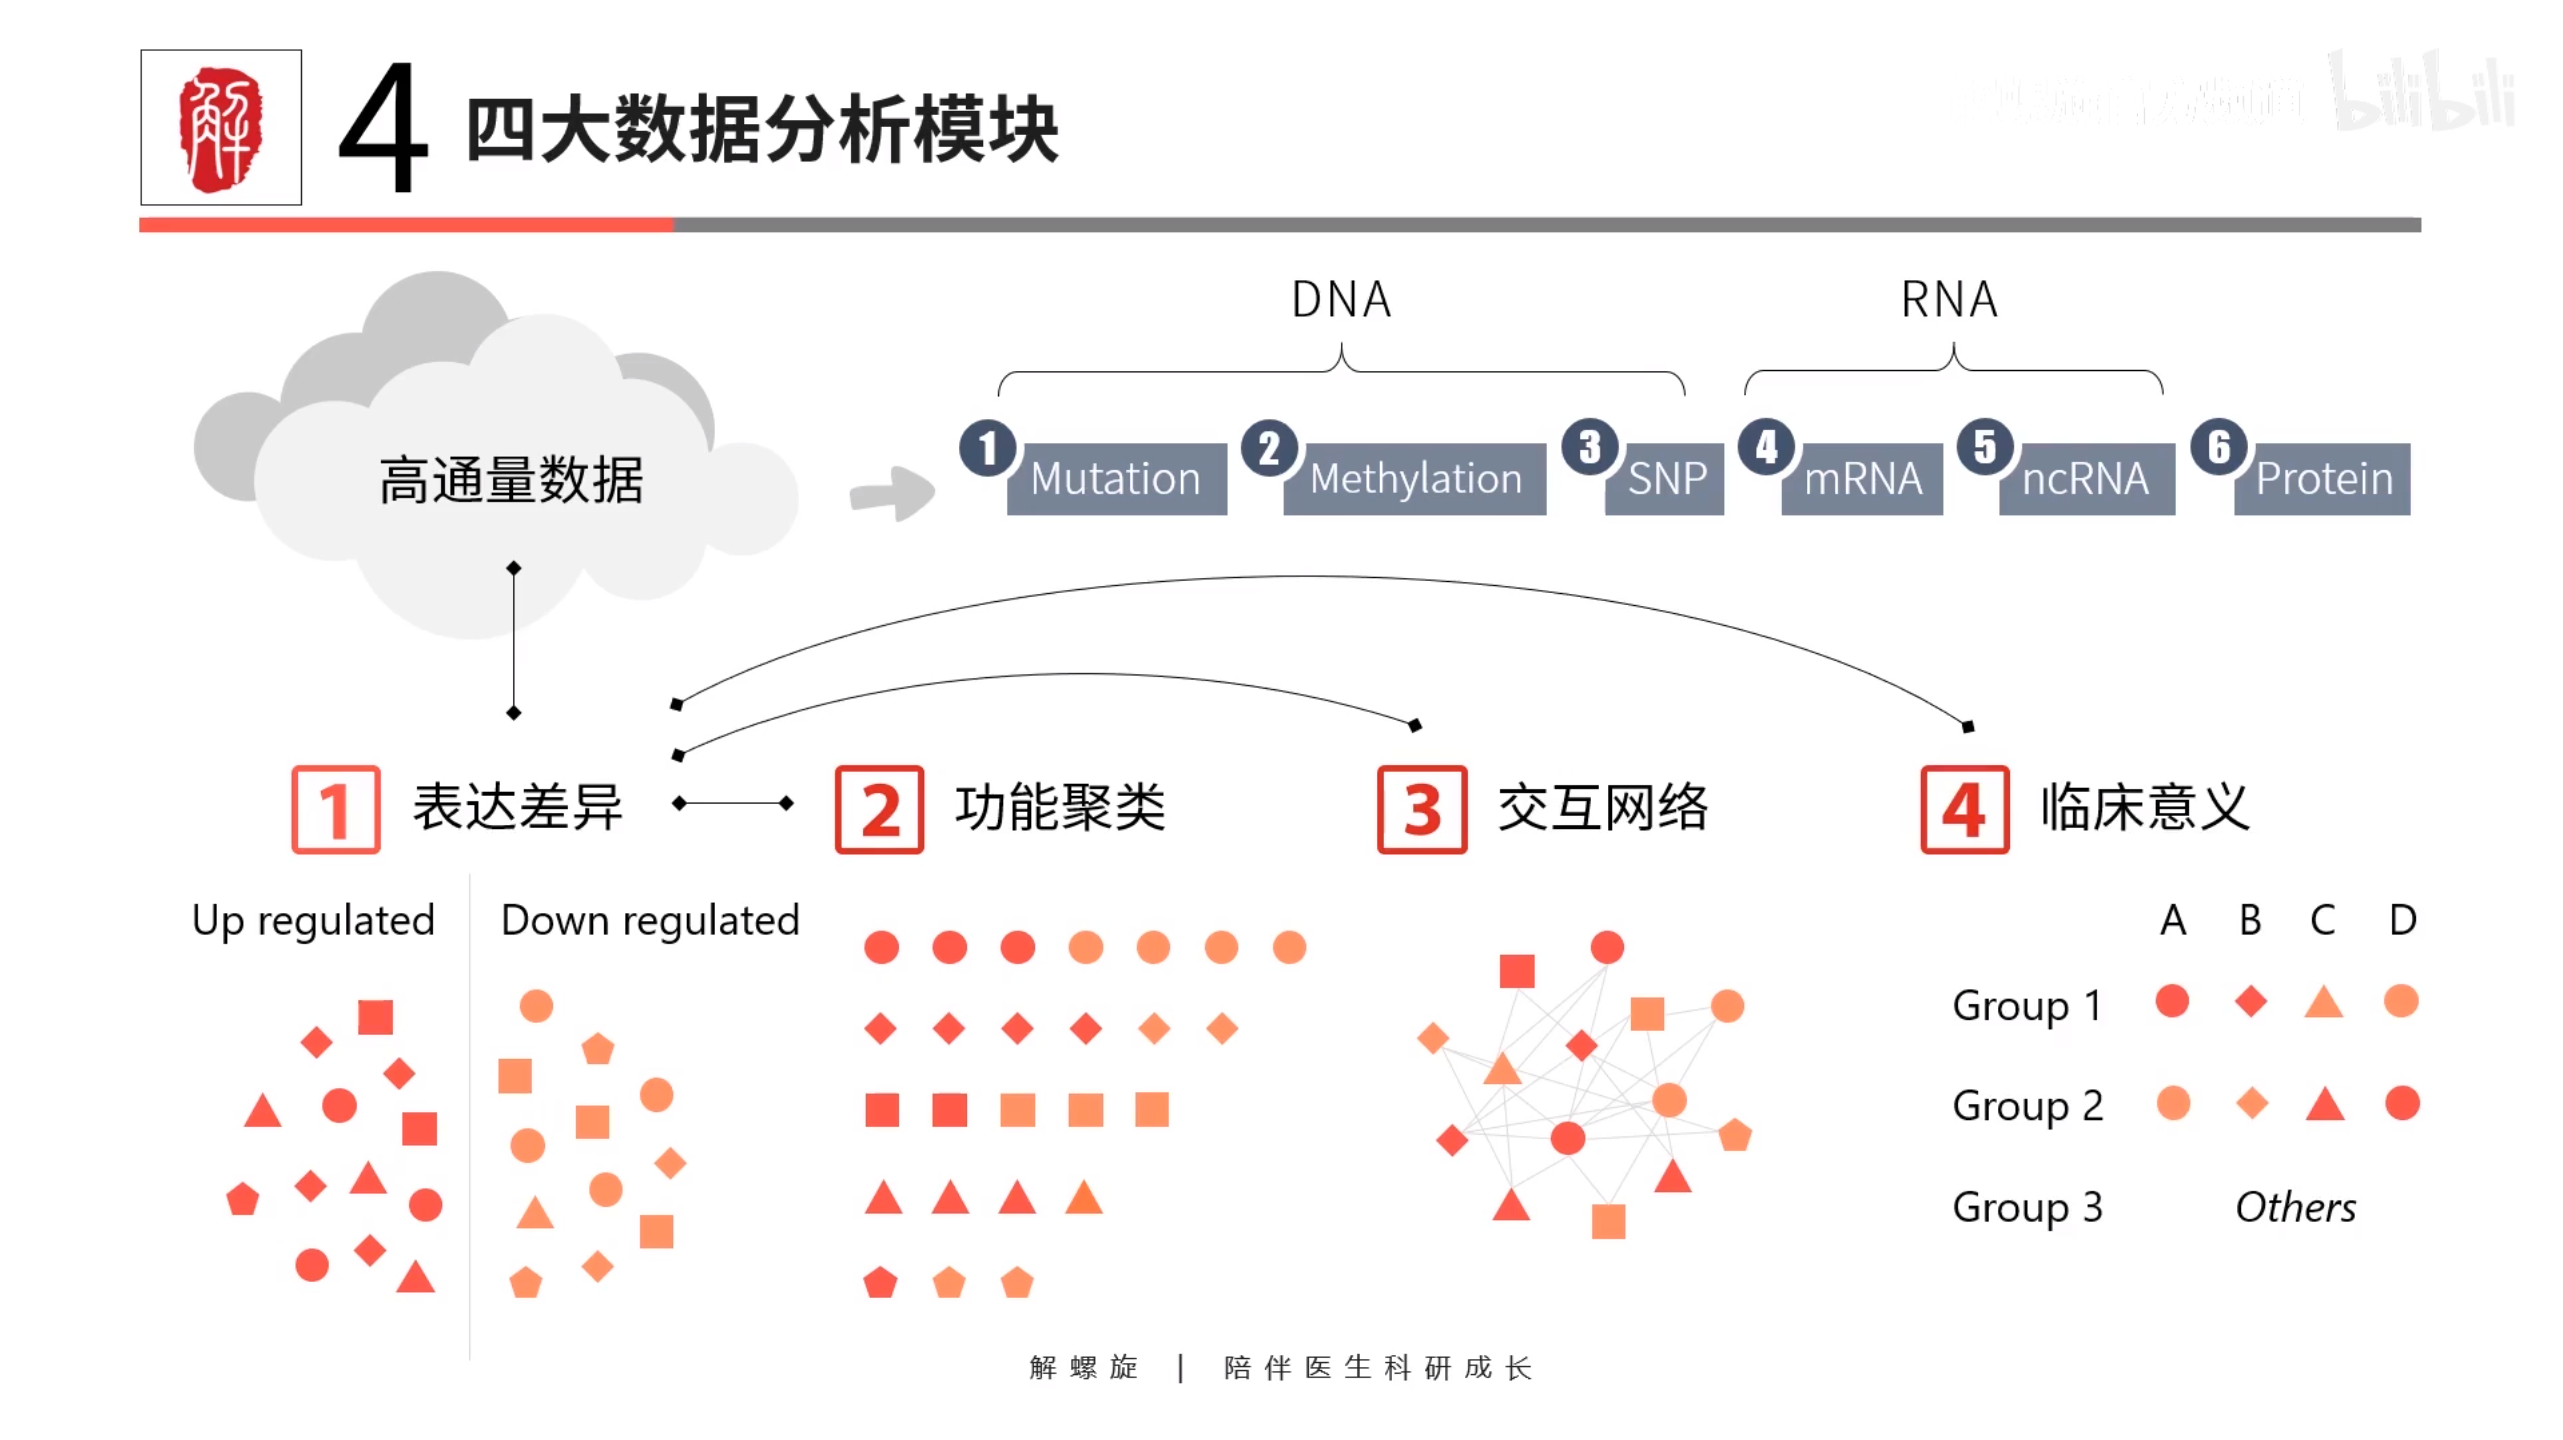 解
4 四大数据分析模块
bilibili
DNA
RNA
高通量数据
1 Mutation
2 Methylation
3 SNP
4 mRNA
5 ncRNA
6 Protein
1 表达差异
2 功能聚类
3 交互网络
4 临床意义
Up regulated
Down regulated
A B C D
Group 1
Group 2
Group 3 Others
解螺旋 | 陪伴医生科研成长